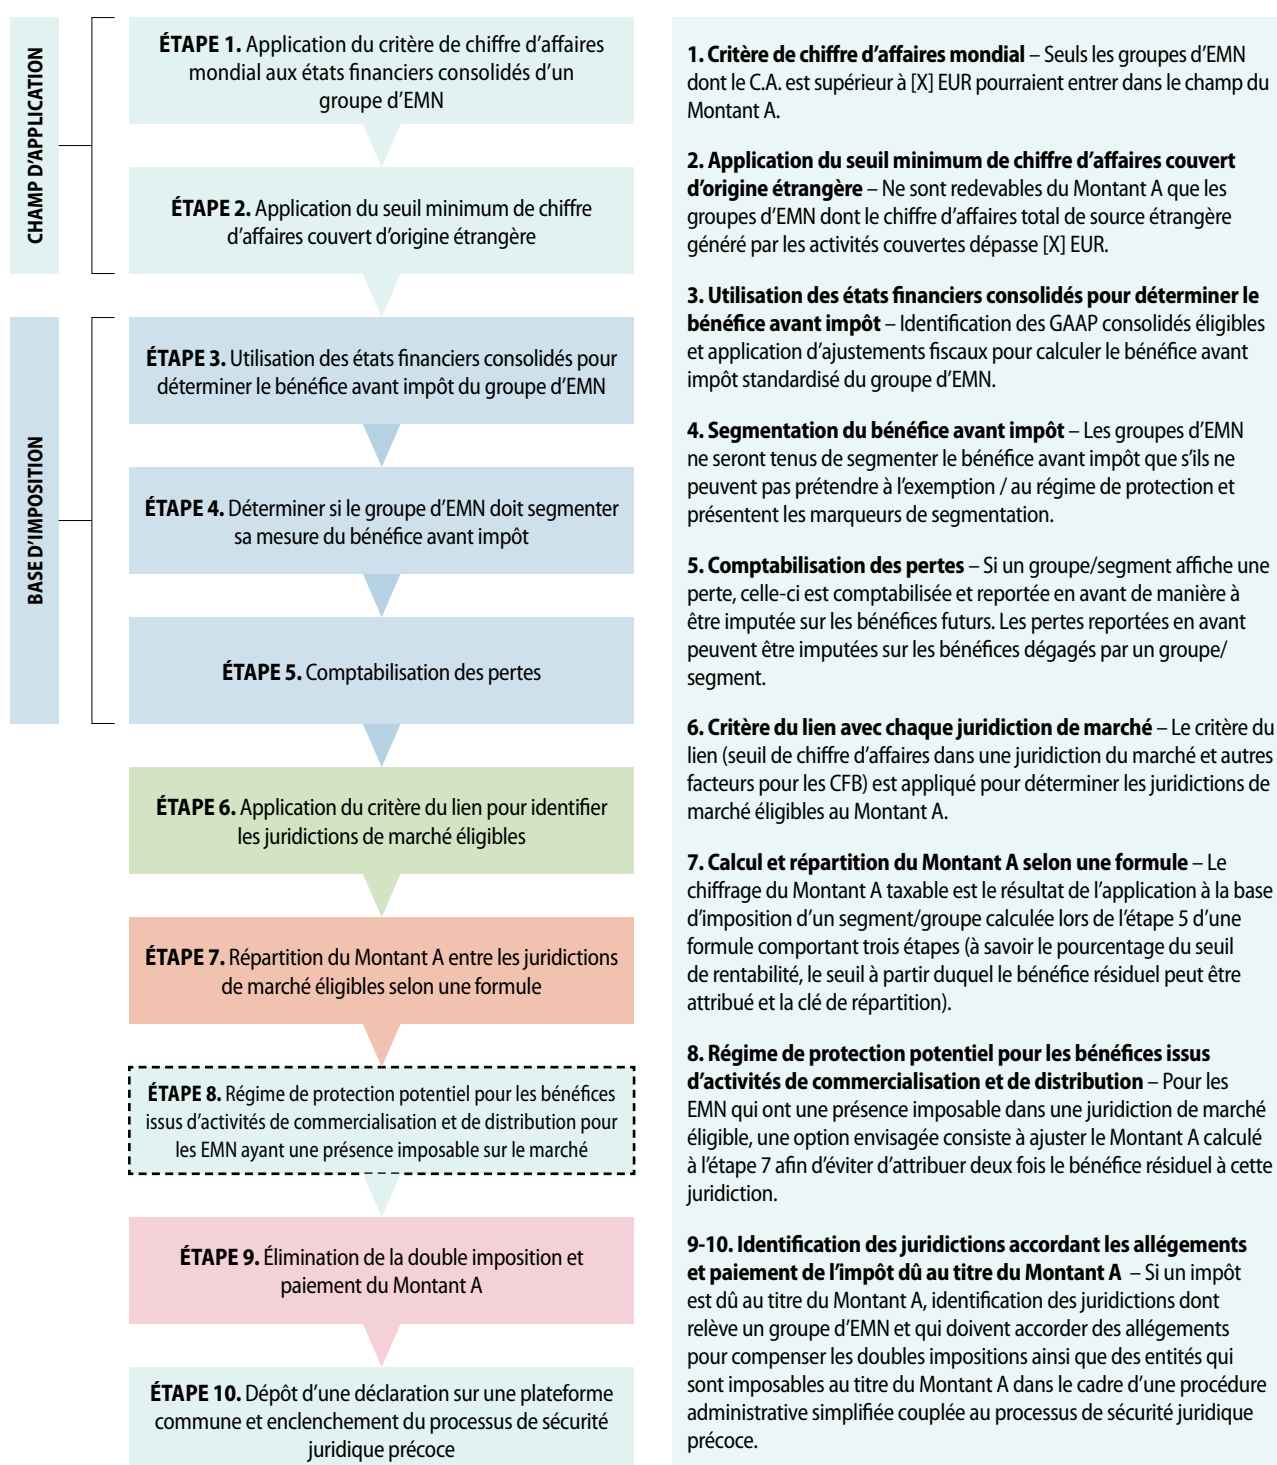 CHAMP D'APPLICATION
ÉTAPE 1. Application du critère de chiffre d'affaires
mondial aux états financiers consolidés d'un
groupe d'EMN
ÉTAPE 2. Application du seuil minimum de chiffre
d'affaires couvert d'origine étrangère
BASE D'IMPOSITION
ÉTAPE 3. Utilisation des états financiers consolidés pour
déterminer le bénéfice avant impôt du groupe d'EMN
ÉTAPE 4. Déterminer si le groupe d'EMN doit segmenter
sa mesure du bénéfice avant impôt
ÉTAPE 5. Comptabilisation des pertes
ÉTAPE 6. Application du critère du lien pour identifier
les juridictions de marché éligibles
ÉTAPE 7. Répartition du Montant A entre les juridictions
de marché éligibles selon une formule
ÉTAPE 8. Régime de protection potentiel pour les bénéfices
issus d'activités de commercialisation et de distribution pour
les EMN ayant une présence imposable sur le marché
ÉTAPE 9. Élimination de la double imposition et
paiement du Montant A
ÉTAPE 10. Dépôt d'une déclaration sur une plateforme
commune et enclenchement du processus de sécurité
juridique précoce
1. Critère de chiffre d'affaires mondial – Seuls les groupes d'EMN
dont le C.A. est supérieur à [X] EUR pourraient entrer dans le champ du
Montant A.
2. Application du seuil minimum de chiffre d'affaires couvert
d'origine étrangère – Ne sont redevables du Montant A que les
groupes d'EMN dont le chiffre d'affaires total de source étrangère
généré par les activités couvertes dépasse [X] EUR.
3. Utilisation des états financiers consolidés pour déterminer le
bénéfice avant impôt – Identification des GAAP consolidés éligibles
et application d'ajustements fiscaux pour calculer le bénéfice avant
impôt standardisé du groupe d'EMN.
4. Segmentation du bénéfice avant impôt – Les groupes d'EMN
ne seront tenus de segmenter le bénéfice avant impôt que s'ils ne
peuvent pas prétendre à l'exemption / au régime de protection et
présentent les marqueurs de segmentation.
5. Comptabilisation des pertes – Si un groupe/segment affiche une
perte, celle-ci est comptabilisée et reportée en avant de manière à
être imputée sur les bénéfices futurs. Les pertes reportées en avant
peuvent être imputées sur les bénéfices dégagés par un groupe/
segment.
6. Critère du lien avec chaque juridiction de marché – Le critère du
lien (seuil de chiffre d'affaires dans une juridiction du marché et autres
facteurs pour les CFB) est appliqué pour déterminer les juridictions de
marché éligibles au Montant A.
7. Calcul et répartition du Montant A selon une formule – Le
chiffrage du Montant A taxable est le résultat de l'application à la base
d'imposition d'un segment/groupe calculée lors de l'étape 5 d'une
formule comportant trois étapes (à savoir le pourcentage du seuil
de rentabilité, le seuil à partir duquel le bénéfice résiduel peut être
attribué et la clé de répartition).
8. Régime de protection potentiel pour les bénéfices issus
d'activités de commercialisation et de distribution – Pour les
EMN qui ont une présence imposable dans une juridiction de marché
éligible, une option envisagée consiste à ajuster le Montant A calculé
à l'étape 7 afin d'éviter d'attribuer deux fois le bénéfice résiduel à cette
juridiction.
9-10. Identification des juridictions accordant les allégements
et paiement de l'impôt dû au titre du Montant A – Si un impôt
est dû au titre du Montant A, identification des juridictions dont
relève un groupe d'EMN et qui doivent accorder des allégements
pour compenser les doubles impositions ainsi que des entités qui
sont imposables au titre du Montant A dans le cadre d'une procédure
administrative simplifiée couplée au processus de sécurité juridique
précoce.